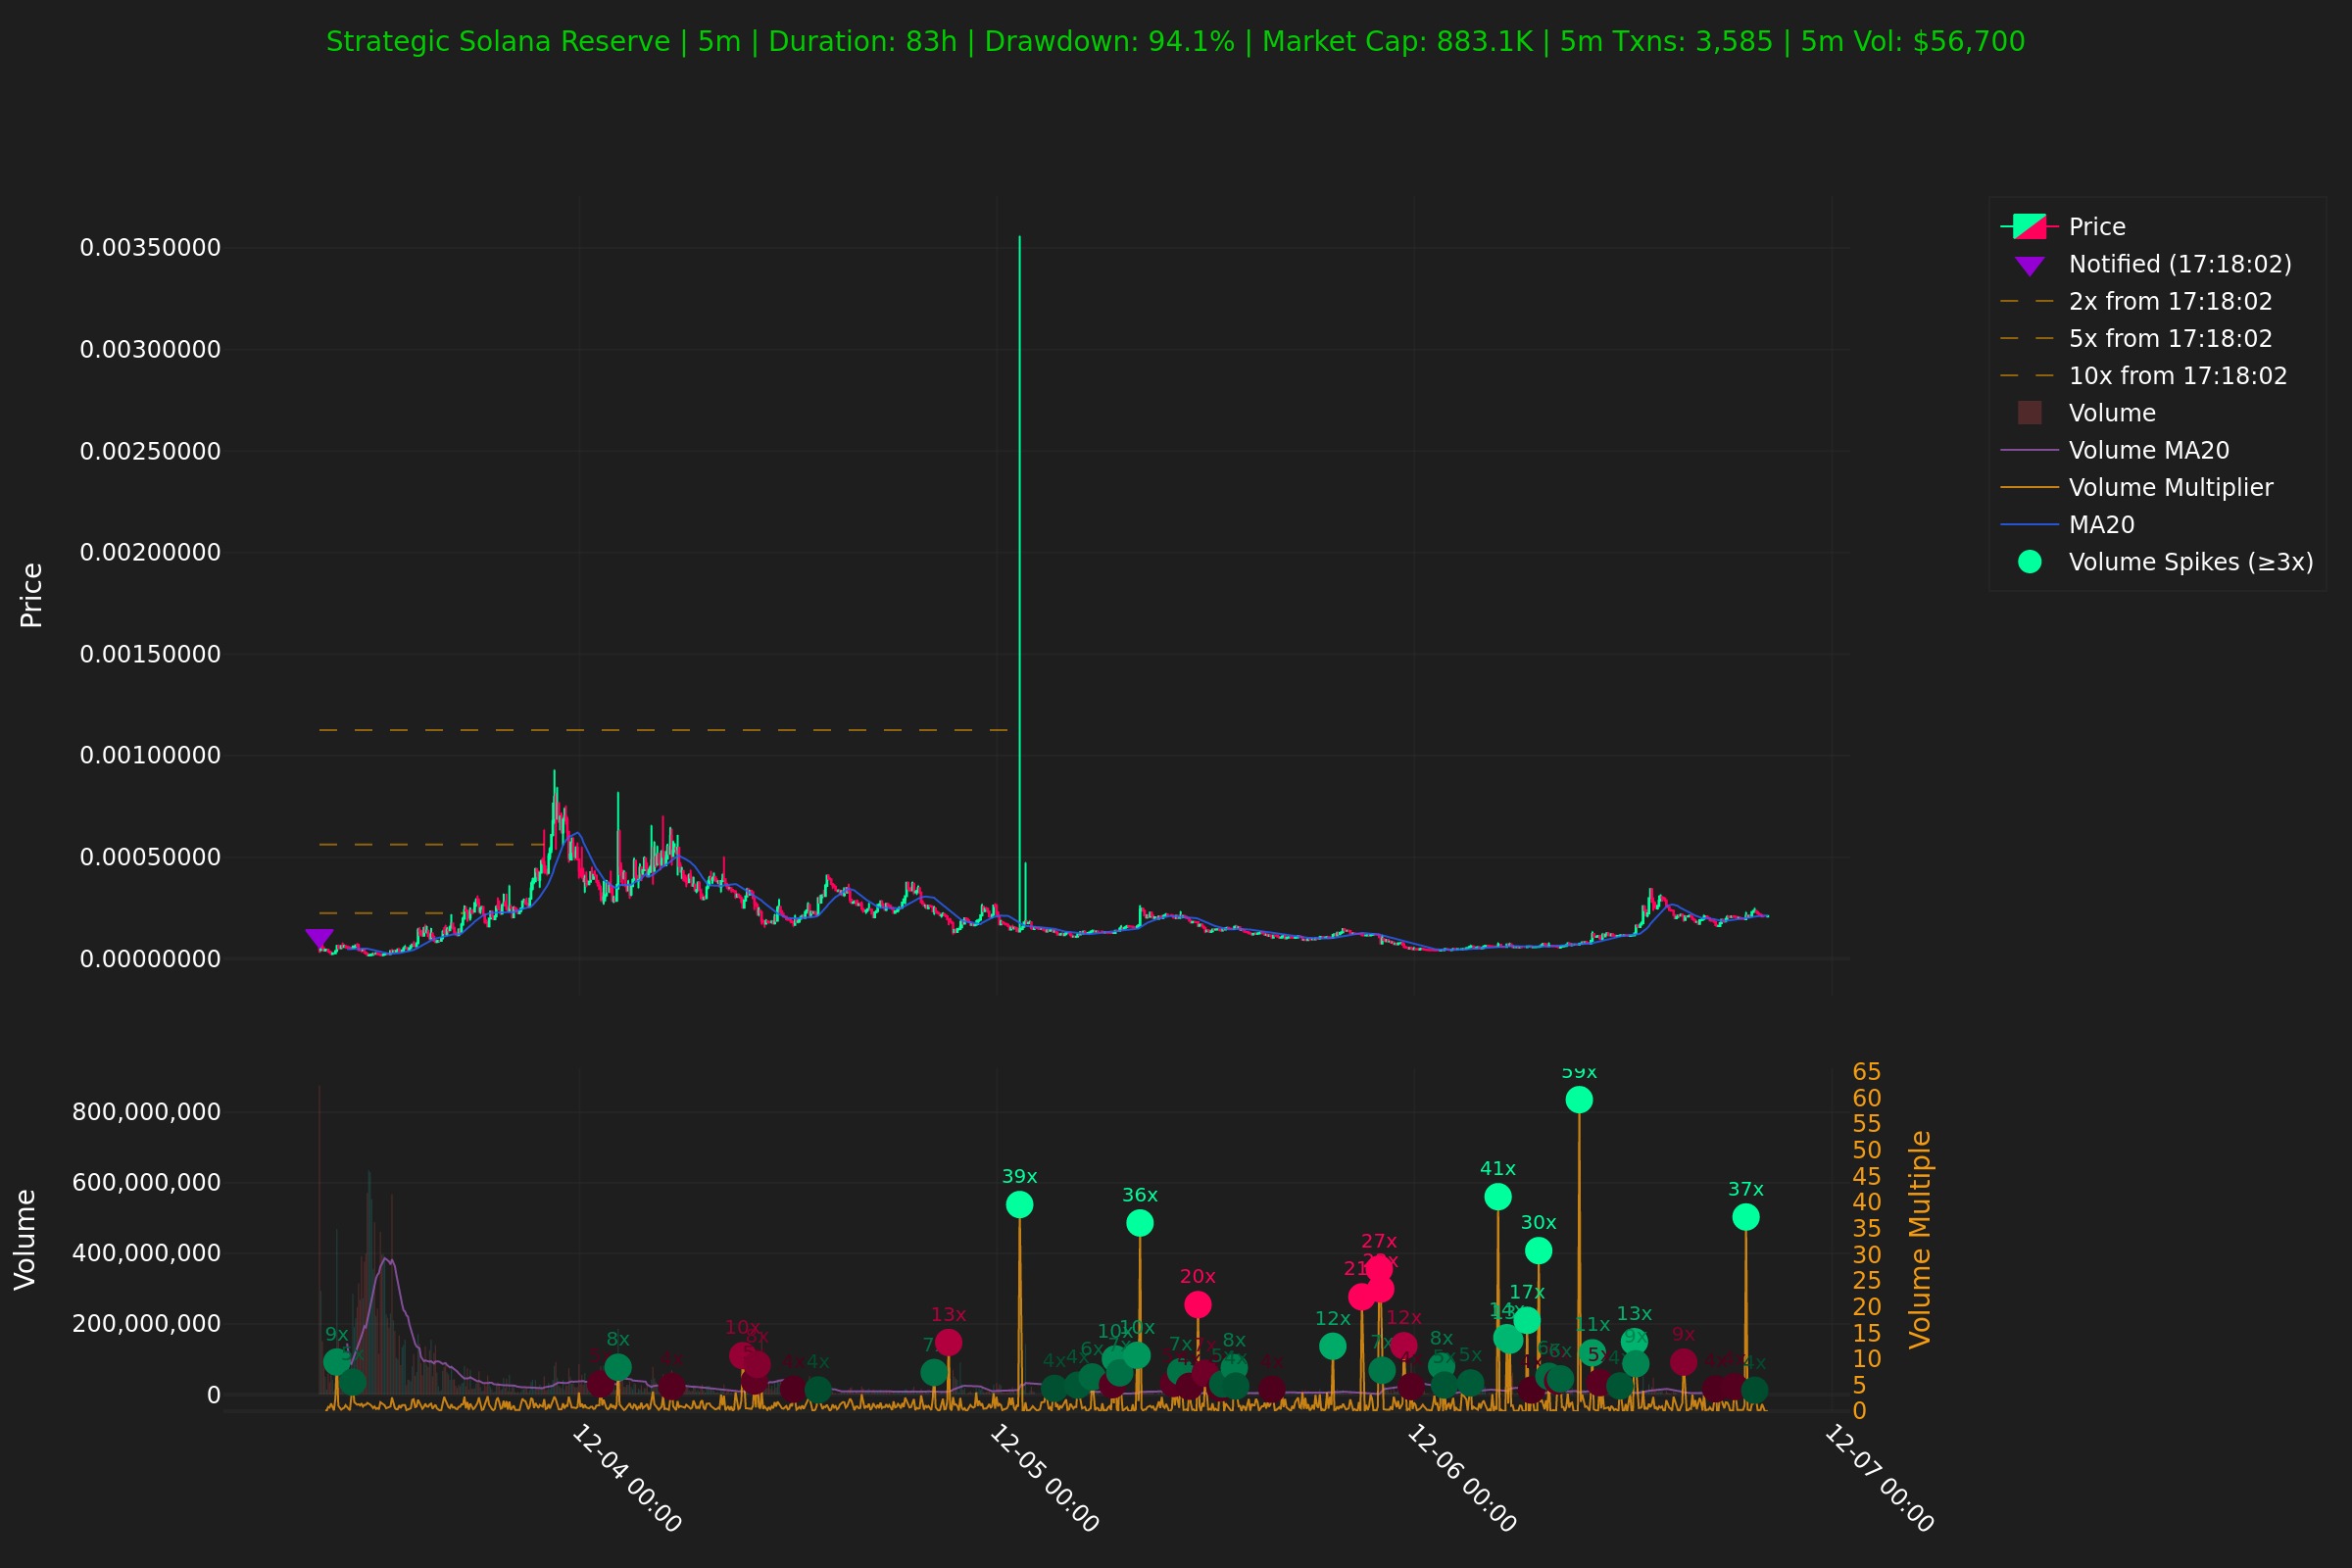 Strategic Solana Reserve | 5m | Duration: 83h | Drawdown: 94.1% | Market Cap: 883.1K | 5m Txns: 3,585 | 5m Vol: $56,700
Price
0.00350000
0.00300000
0.00250000
0.00200000
0.00150000
0.00100000
0.00050000
0.00000000
Price
Notified (17:18:02)
2x from 17:18:02
5x from 17:18:02
10x from 17:18:02
Volume
Volume MA20
Volume Multiplier
MA20
Volume Spikes (≥3x)
Volume
800,000,000
600,000,000
400,000,000
200,000,000
0
9x
8x
10x
13x
39x
4x
4x
6x
10x
10x
36x
7x
20x
8x
4x
12x
27x
12x
8x
5x
41x
17x
30x
59x
11x
13x
9x
9x
37x
4x
65
60
55
50
45
40
35
30
25
20
15
10
5
0
Volume Multiple
12-04 00:00
12-05 00:00
12-06 00:00
12-07 00:00